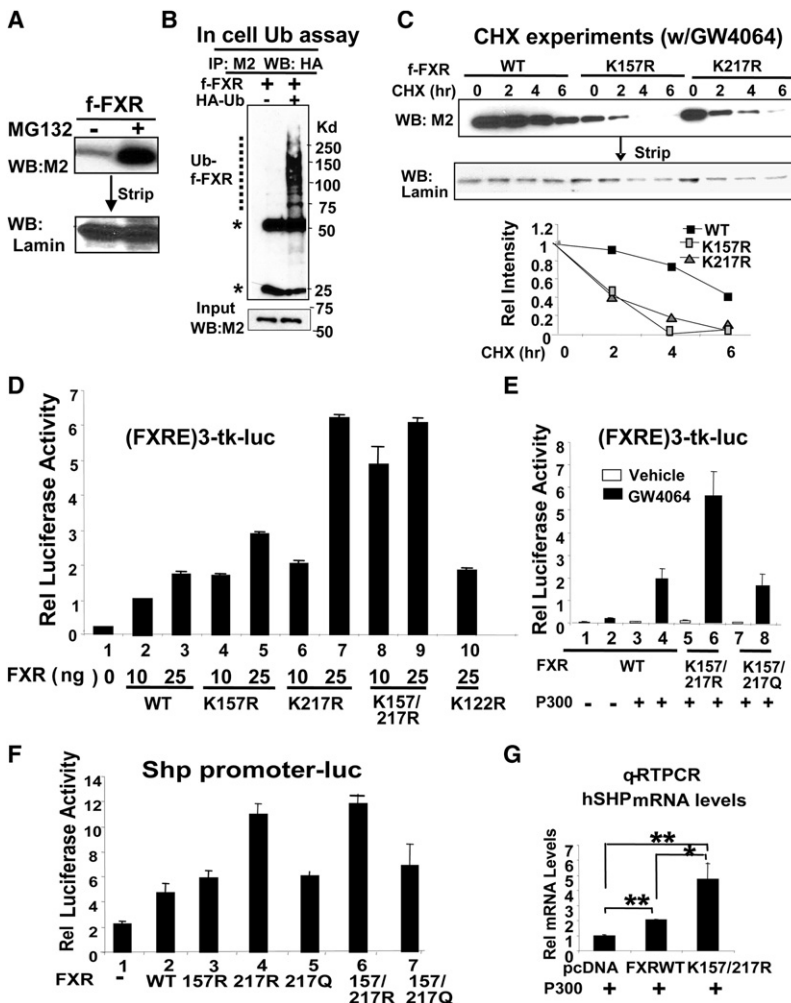 A
f-FXR
MG132 - +
WB:M2
Strip
WB:
Lamin
B
In cell Ub assay
IP: M2 WB: HA
f-FXR + +
HA-Ub - +
Kd
250
150
100
75
50
25
Ub-
f-FXR
*
*
Input
WB:M2
75
50
C
CHX experiments (w/GW4064)
f-FXR WT K157R K217R
CHX (hr) 0 2 4 6 0 2 4 6 0 2 4 6
WB: M2
Strip
WB:
Lamin
Rel Intensity
1.2
1
0.8
0.6
0.4
0.2
0
WT
K157R
K217R
CHX (hr) 0 2 4 6
D
(FXRE)3-tk-luc
Rel Luciferase Activity
7
6
5
4
3
2
1
0
1 2 3 4 5 6 7 8 9 10
FXR (ng) 0 10 25 10 25 10 25 10 25 25
WT K157R K217R K157/
217R K122R
E
(FXRE)3-tk-luc
Rel Luciferase Activity
8
7
6
5
4
3
2
1
0
Vehicle
GW4064
1 2 3 4 5 6 7 8
FXR WT K157/
217R K157/
217Q
P300 - - + + + + + +
F
Shp promoter-luc
Rel Luciferase Activity
14
12
10
8
6
4
2
0
1 2 3 4 5 6 7
FXR - WT 157R 217R 217Q 157/
217R 157/
217Q
G
qRTPCR
hSHPmRNA levels
Rel mRNA Levels
7
6
5
4
3
2
1
0
**
*
**
pcDNA FXRWT K157/217R
P300 + + +